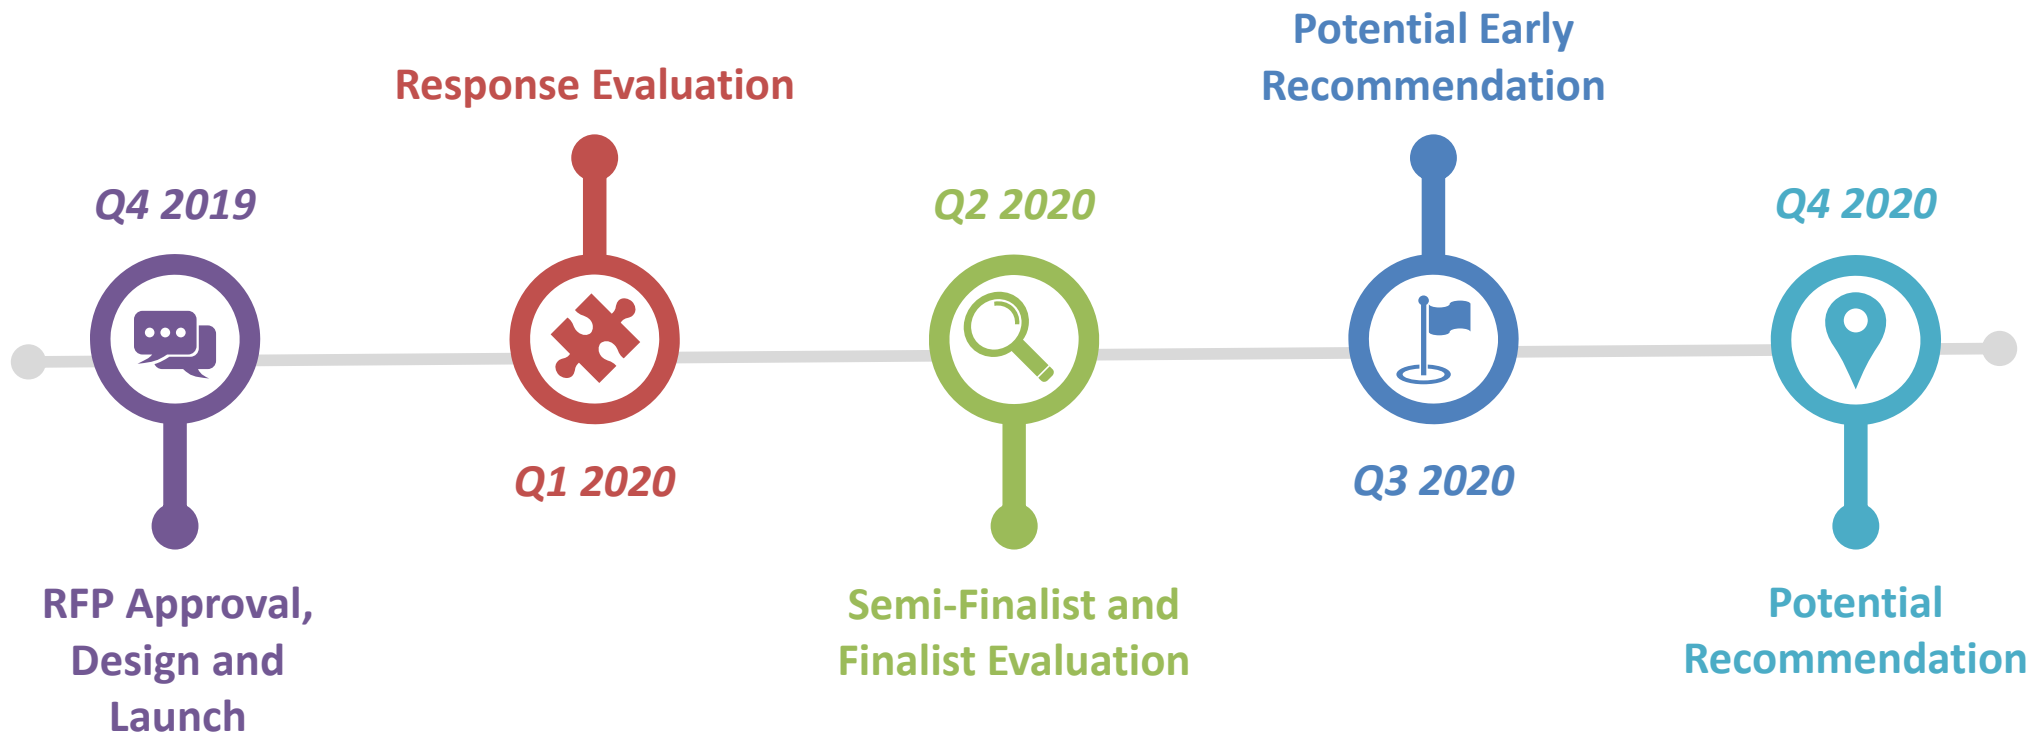 Q4 2019
RFP Approval,
Design and
Launch
Response Evaluation
Q1 2020
Q2 2020
Semi-Finalist and
Finalist Evaluation
Potential Early
Recommendation
Q3 2020
Q4 2020
Potential
Recommendation